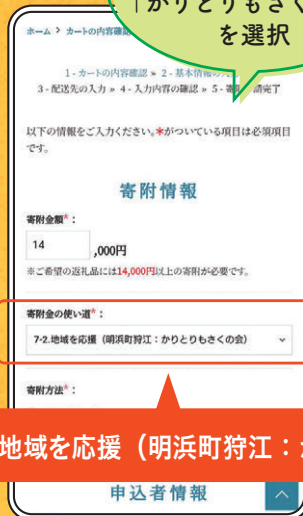 「かりとりもさく
を選択
ホーム > カートの内容確認
1 - カートの内容確認 » 2 - 基本情報
3 - 配送先の入力 » 4 - 入力内容の確認 » 5 - 寄 完了
以下の情報をご入力ください。*がついている項目は必須項目
です。
寄附情報
寄附金額*：
14 ,000円
※ご希望の返礼品には14,000円以上の寄附が必要です。
寄附金の使い道*：
7-2.地域を応援（明浜町狩江：かりとりもさくの会）
寄附方法*：
地域を応援（明浜町狩江：か
申込者情報